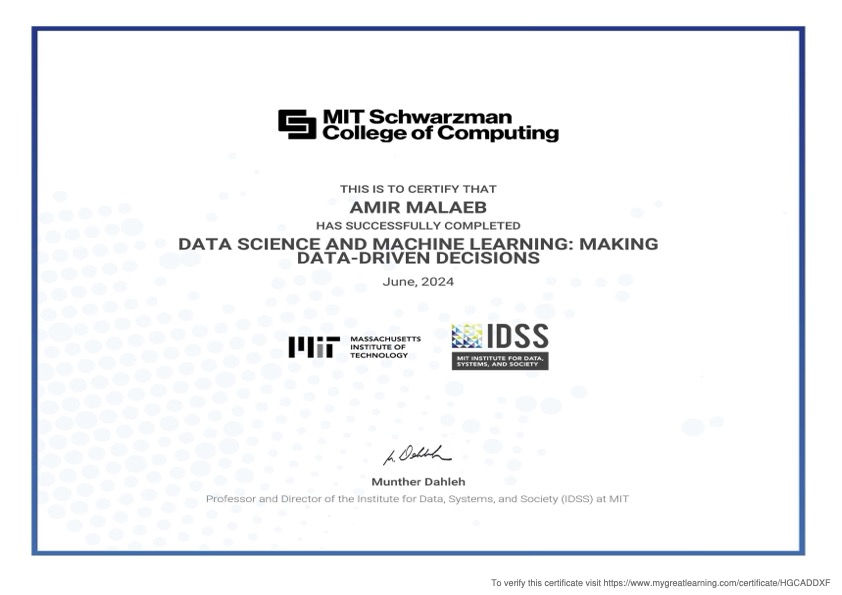 MIT Schwarzman
College of Computing
THIS IS TO CERTIFY THAT
AMIR MALAEB
HAS SUCCESSFULLY COMPLETED
DATA SCIENCE AND MACHINE LEARNING: MAKING
DATA-DRIVEN DECISIONS
June, 2024
MIT
MASSACHUSETTS
INSTITUTE OF
TECHNOLOGY
IDSS
MIT INSTITUTE FOR DATA,
SYSTEMS, AND SOCIETY
Munther Dahleh
Professor and Director of the Institute for Data, Systems, and Society (IDSS) at MIT
To verify this certificate visit https://www.mygreatlearning.com/certificate/HGCADDXF